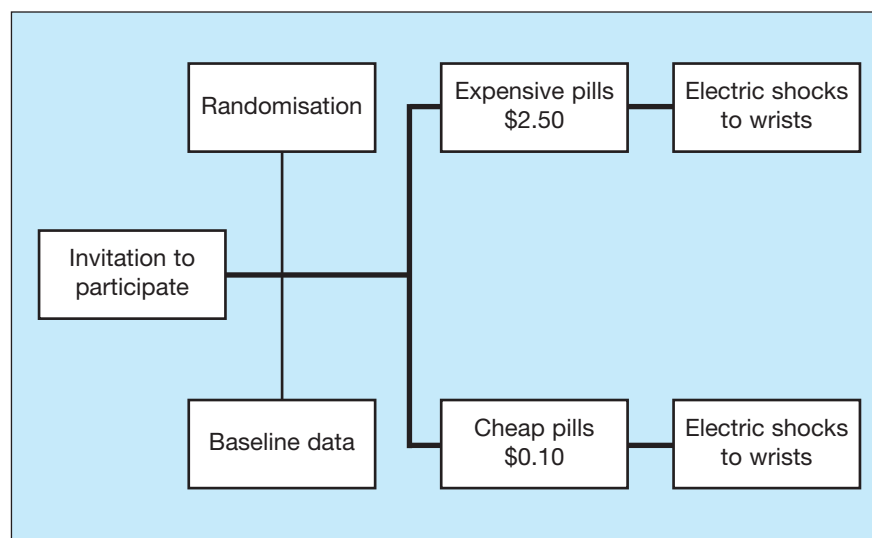 Randomisation
Expensive pills
$2.50
Electric shocks
to wrists
Invitation to
participate
Baseline data
Cheap pills
$0.10
Electric shocks
to wrists